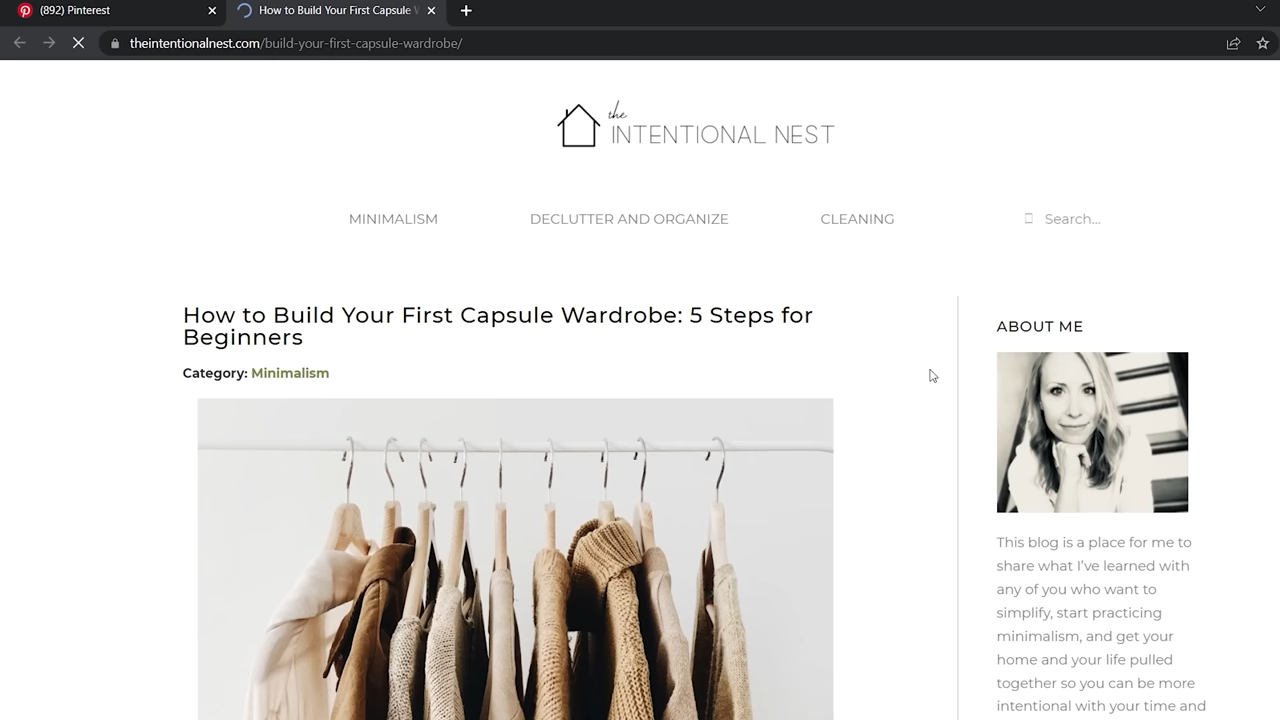 (892) Pinterest
How to Build Your First Capsule W
theintentionalnest.com/build-your-first-capsule-wardrobe/
the
INTENTIONAL NEST
MINIMALISM DECLUTTER AND ORGANIZE CLEANING Search...
How to Build Your First Capsule Wardrobe: 5 Steps for
Beginners
Category: Minimalism
ABOUT ME
This blog is a place for me to
share what I've learned with
any of you who want to
simplify, start practicing
minimalism, and get your
home and your life pulled
together so you can be more
intentional with your time and